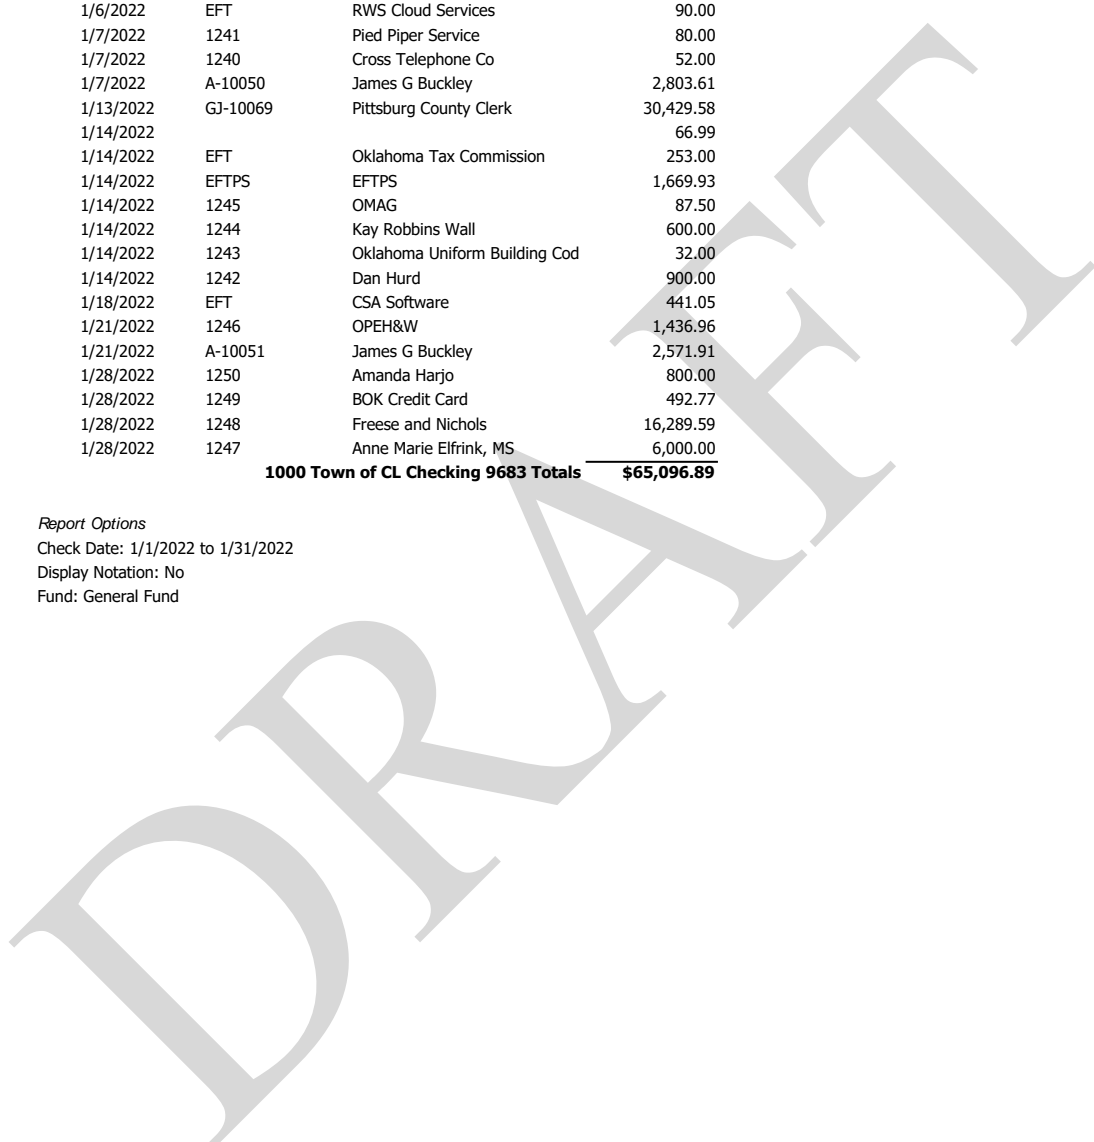 1/6/2022 EFT RWS Cloud Services 90.00
1/7/2022 1241 Pied Piper Service 80.00
1/7/2022 1240 Cross Telephone Co 52.00
1/7/2022 A-10050 James G Buckley 2,803.61
1/13/2022 GJ-10069 Pittsburg County Clerk 30,429.58
1/14/2022 66.99
1/14/2022 EFT Oklahoma Tax Commission 253.00
1/14/2022 EFTPS EFTPS 1,669.93
1/14/2022 1245 OMAG 87.50
1/14/2022 1244 Kay Robbins Wall 600.00
1/14/2022 1243 Oklahoma Uniform Building Cod 32.00
1/14/2022 1242 Dan Hurd 900.00
1/18/2022 EFT CSA Software 441.05
1/21/2022 1246 OPEH&W 1,436.96
1/21/2022 A-10051 James G Buckley 2,571.91
1/28/2022 1250 Amanda Harjo 800.00
1/28/2022 1249 BOK Credit Card 492.77
1/28/2022 1248 Freese and Nichols 16,289.59
1/28/2022 1247 Anne Marie Elfrink, MS 6,000.00
1000 Town of CL Checking 9683 Totals $65,096.89
Report Options
Check Date: 1/1/2022 to 1/31/2022
Display Notation: No
Fund: General Fund
DRAFT